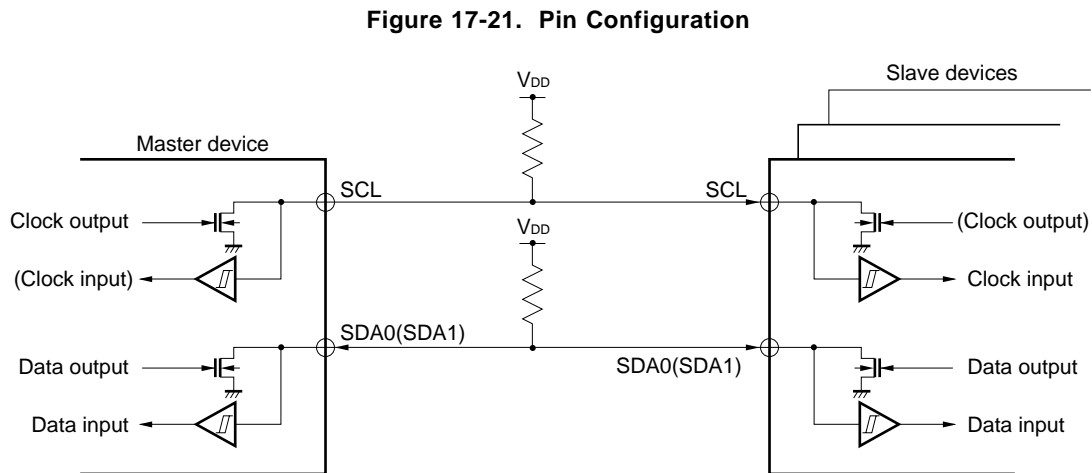 Figure 17-21. Pin Configuration
VDD
Slave devices
Master device
SCL
SCL
Clock output
(Clock output)
VDD
(Clock input)
Clock input
SDA0(SDA1)
SDA0(SDA1)
Data output
Data output
Data input
Data input